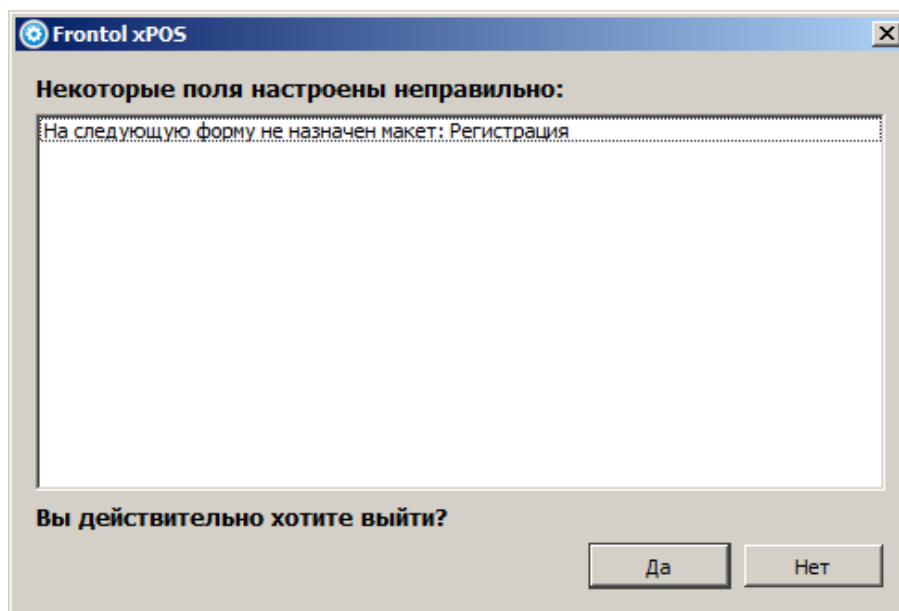 Frontol xPOS
Некоторые поля настроены неправильно:
На следующую форму не назначен макет: Регистрация
Вы действительно хотите выйти?
Да Нет